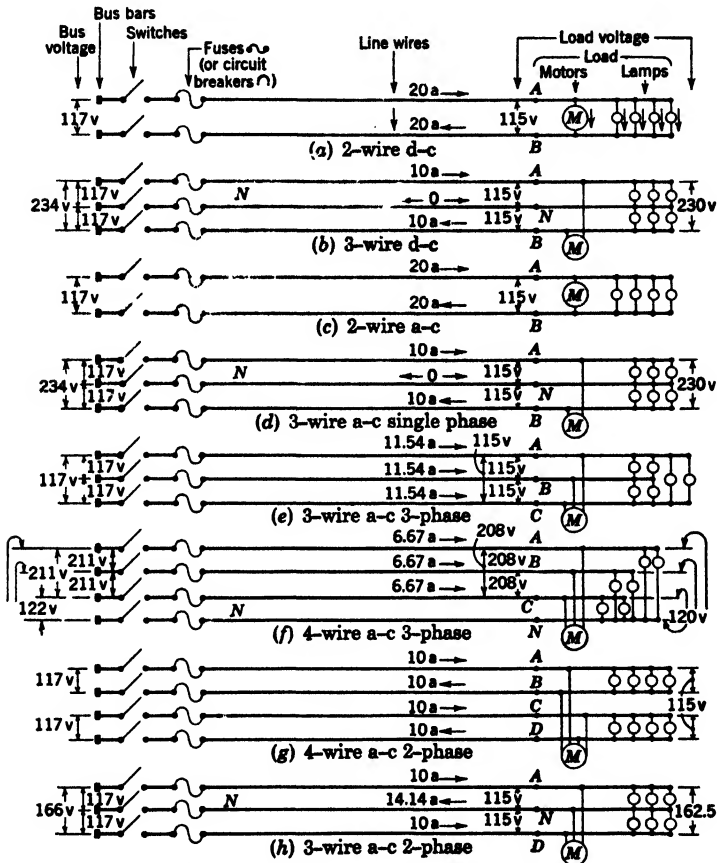 Bus voltage
Bus bars
Switches
Fuses (or circuit breakers)
Line wires
Load voltage
Load
Motors
Lamps
117 v
20 a
20 a
115 v
A
B
M
(a) 2-wire d-c
234 v
117 v
117 v
N
10 a
0
10 a
115 v
115 v
A
N
B
M
230 v
(b) 3-wire d-c
117 v
20 a
20 a
115 v
A
B
M
(c) 2-wire a-c
234 v
117 v
117 v
N
10 a
0
10 a
115 v
115 v
A
N
B
M
230 v
(d) 3-wire a-c single phase
117 v
117 v
117 v
11.54 a
11.54 a
11.54 a
115 v
115 v
115 v
A
B
C
M
(e) 3-wire a-c 3-phase
211 v
211 v
211 v
122 v
N
6.67 a
6.67 a
6.67 a
208 v
208 v
208 v
A
B
C
N
M
120 v
(f) 4-wire a-c 3-phase
117 v
117 v
10 a
10 a
10 a
10 a
A
B
C
D
M
115 v
(g) 4-wire a-c 2-phase
166 v
117 v
117 v
N
10 a
14.14 a
10 a
115 v
115 v
A
N
D
M
162.5
(h) 3-wire a-c 2-phase